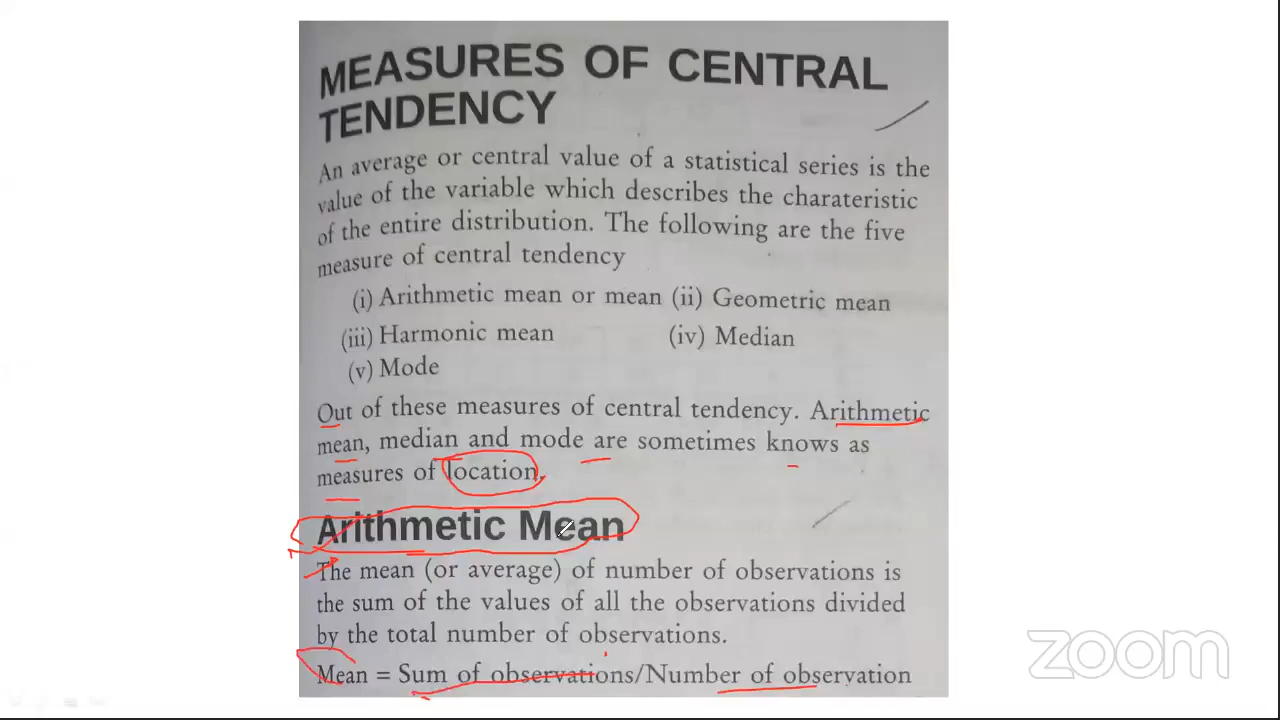 MEASURES OF CENTRAL
TENDENCY
An average or central value of a statistical series is the
value of the variable which describes the charateristic
of the entire distribution. The following are the five
measure of central tendency
(i) Arithmetic mean or mean (ii) Geometric mean
(iii) Harmonic mean (iv) Median
(v) Mode
Out of these measures of central tendency. Arithmetic
mean, median and mode are sometimes knows as
measures of location.
Arithmetic Mean
The mean (or average) of number of observations is
the sum of the values of all the observations divided
by the total number of observations.
Mean = Sum of observations/Number of observation
zoom